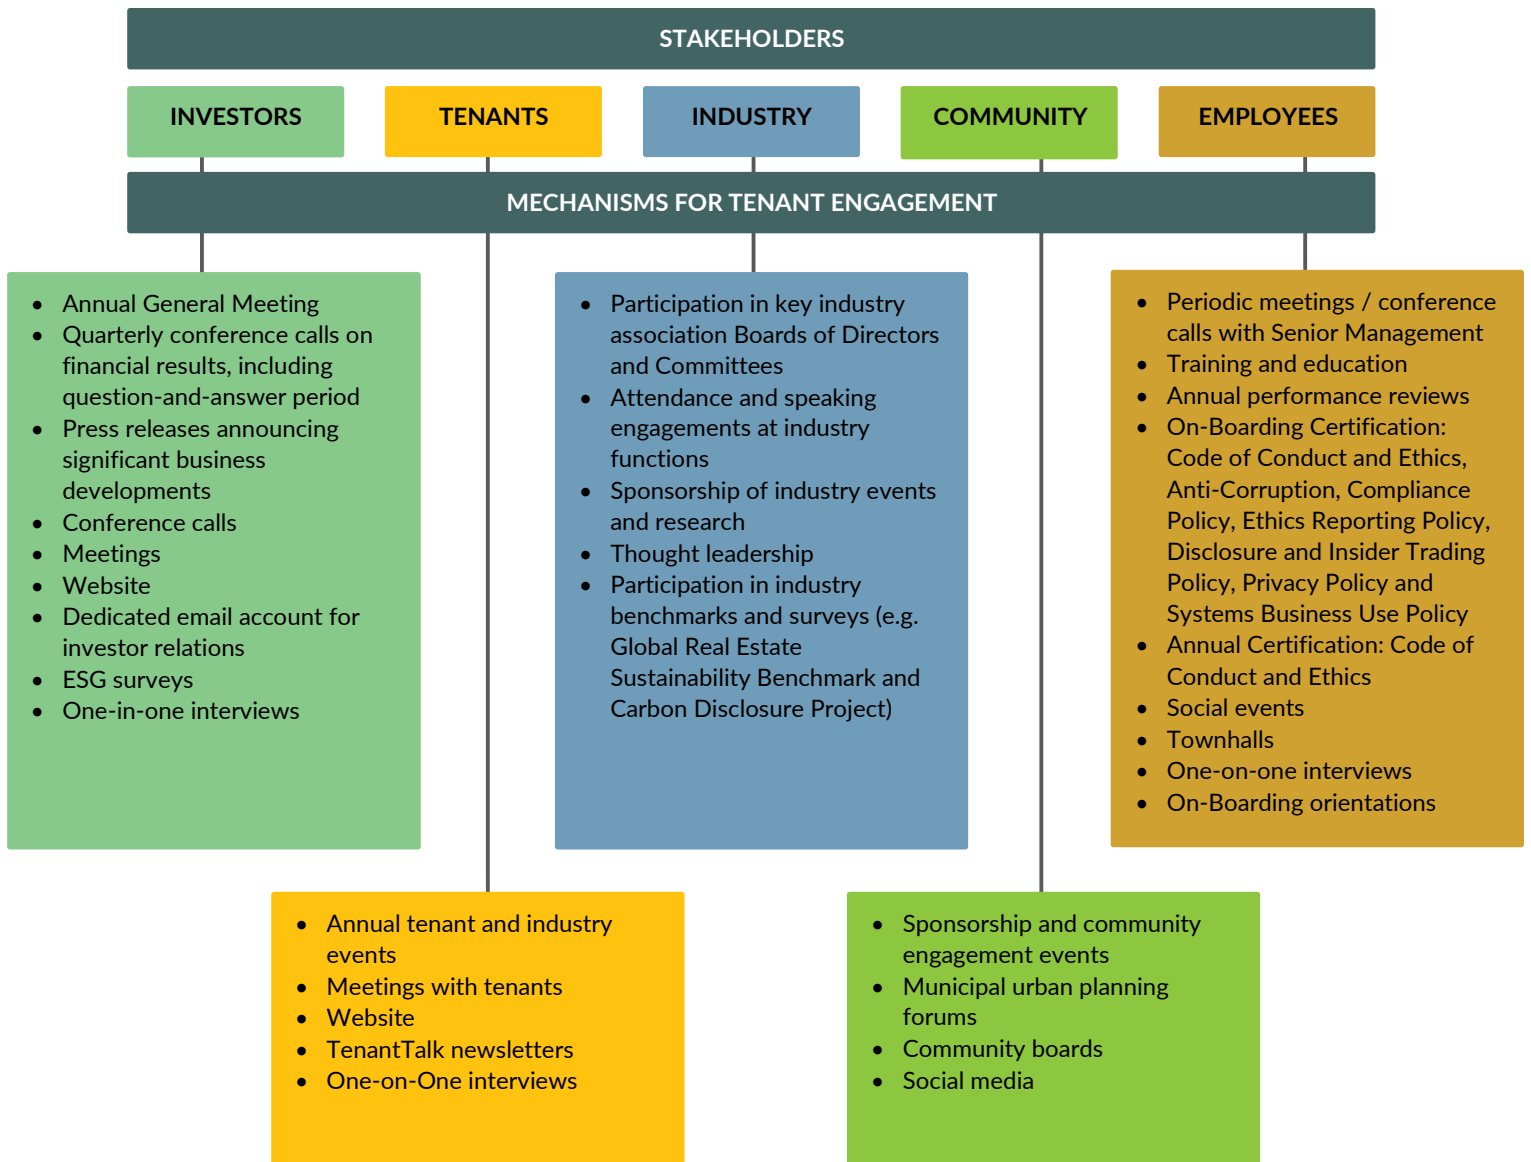 STAKEHOLDERS
INVESTORS
TENANTS
INDUSTRY
COMMUNITY
EMPLOYEES
MECHANISMS FOR TENANT ENGAGEMENT
• Annual General Meeting
• Quarterly conference calls on
financial results, including
question-and-answer period
• Press releases announcing
significant business
developments
• Conference calls
• Meetings
• Website
• Dedicated email account for
investor relations
• ESG surveys
• One-in-one interviews
• Participation in key industry
association Boards of Directors
and Committees
• Attendance and speaking
engagements at industry
functions
• Sponsorship of industry events
and research
• Thought leadership
• Participation in industry
benchmarks and surveys (e.g.
Global Real Estate
Sustainability Benchmark and
Carbon Disclosure Project)
• Periodic meetings / conference
calls with Senior Management
• Training and education
• Annual performance reviews
• On-Boarding Certification:
Code of Conduct and Ethics,
Anti-Corruption, Compliance
Policy, Ethics Reporting Policy,
Disclosure and Insider Trading
Policy, Privacy Policy and
Systems Business Use Policy
• Annual Certification: Code of
Conduct and Ethics
• Social events
• Townhalls
• One-on-one interviews
• On-Boarding orientations
• Annual tenant and industry
events
• Meetings with tenants
• Website
• TenantTalk newsletters
• One-on-One interviews
• Sponsorship and community
engagement events
• Municipal urban planning
forums
• Community boards
• Social media